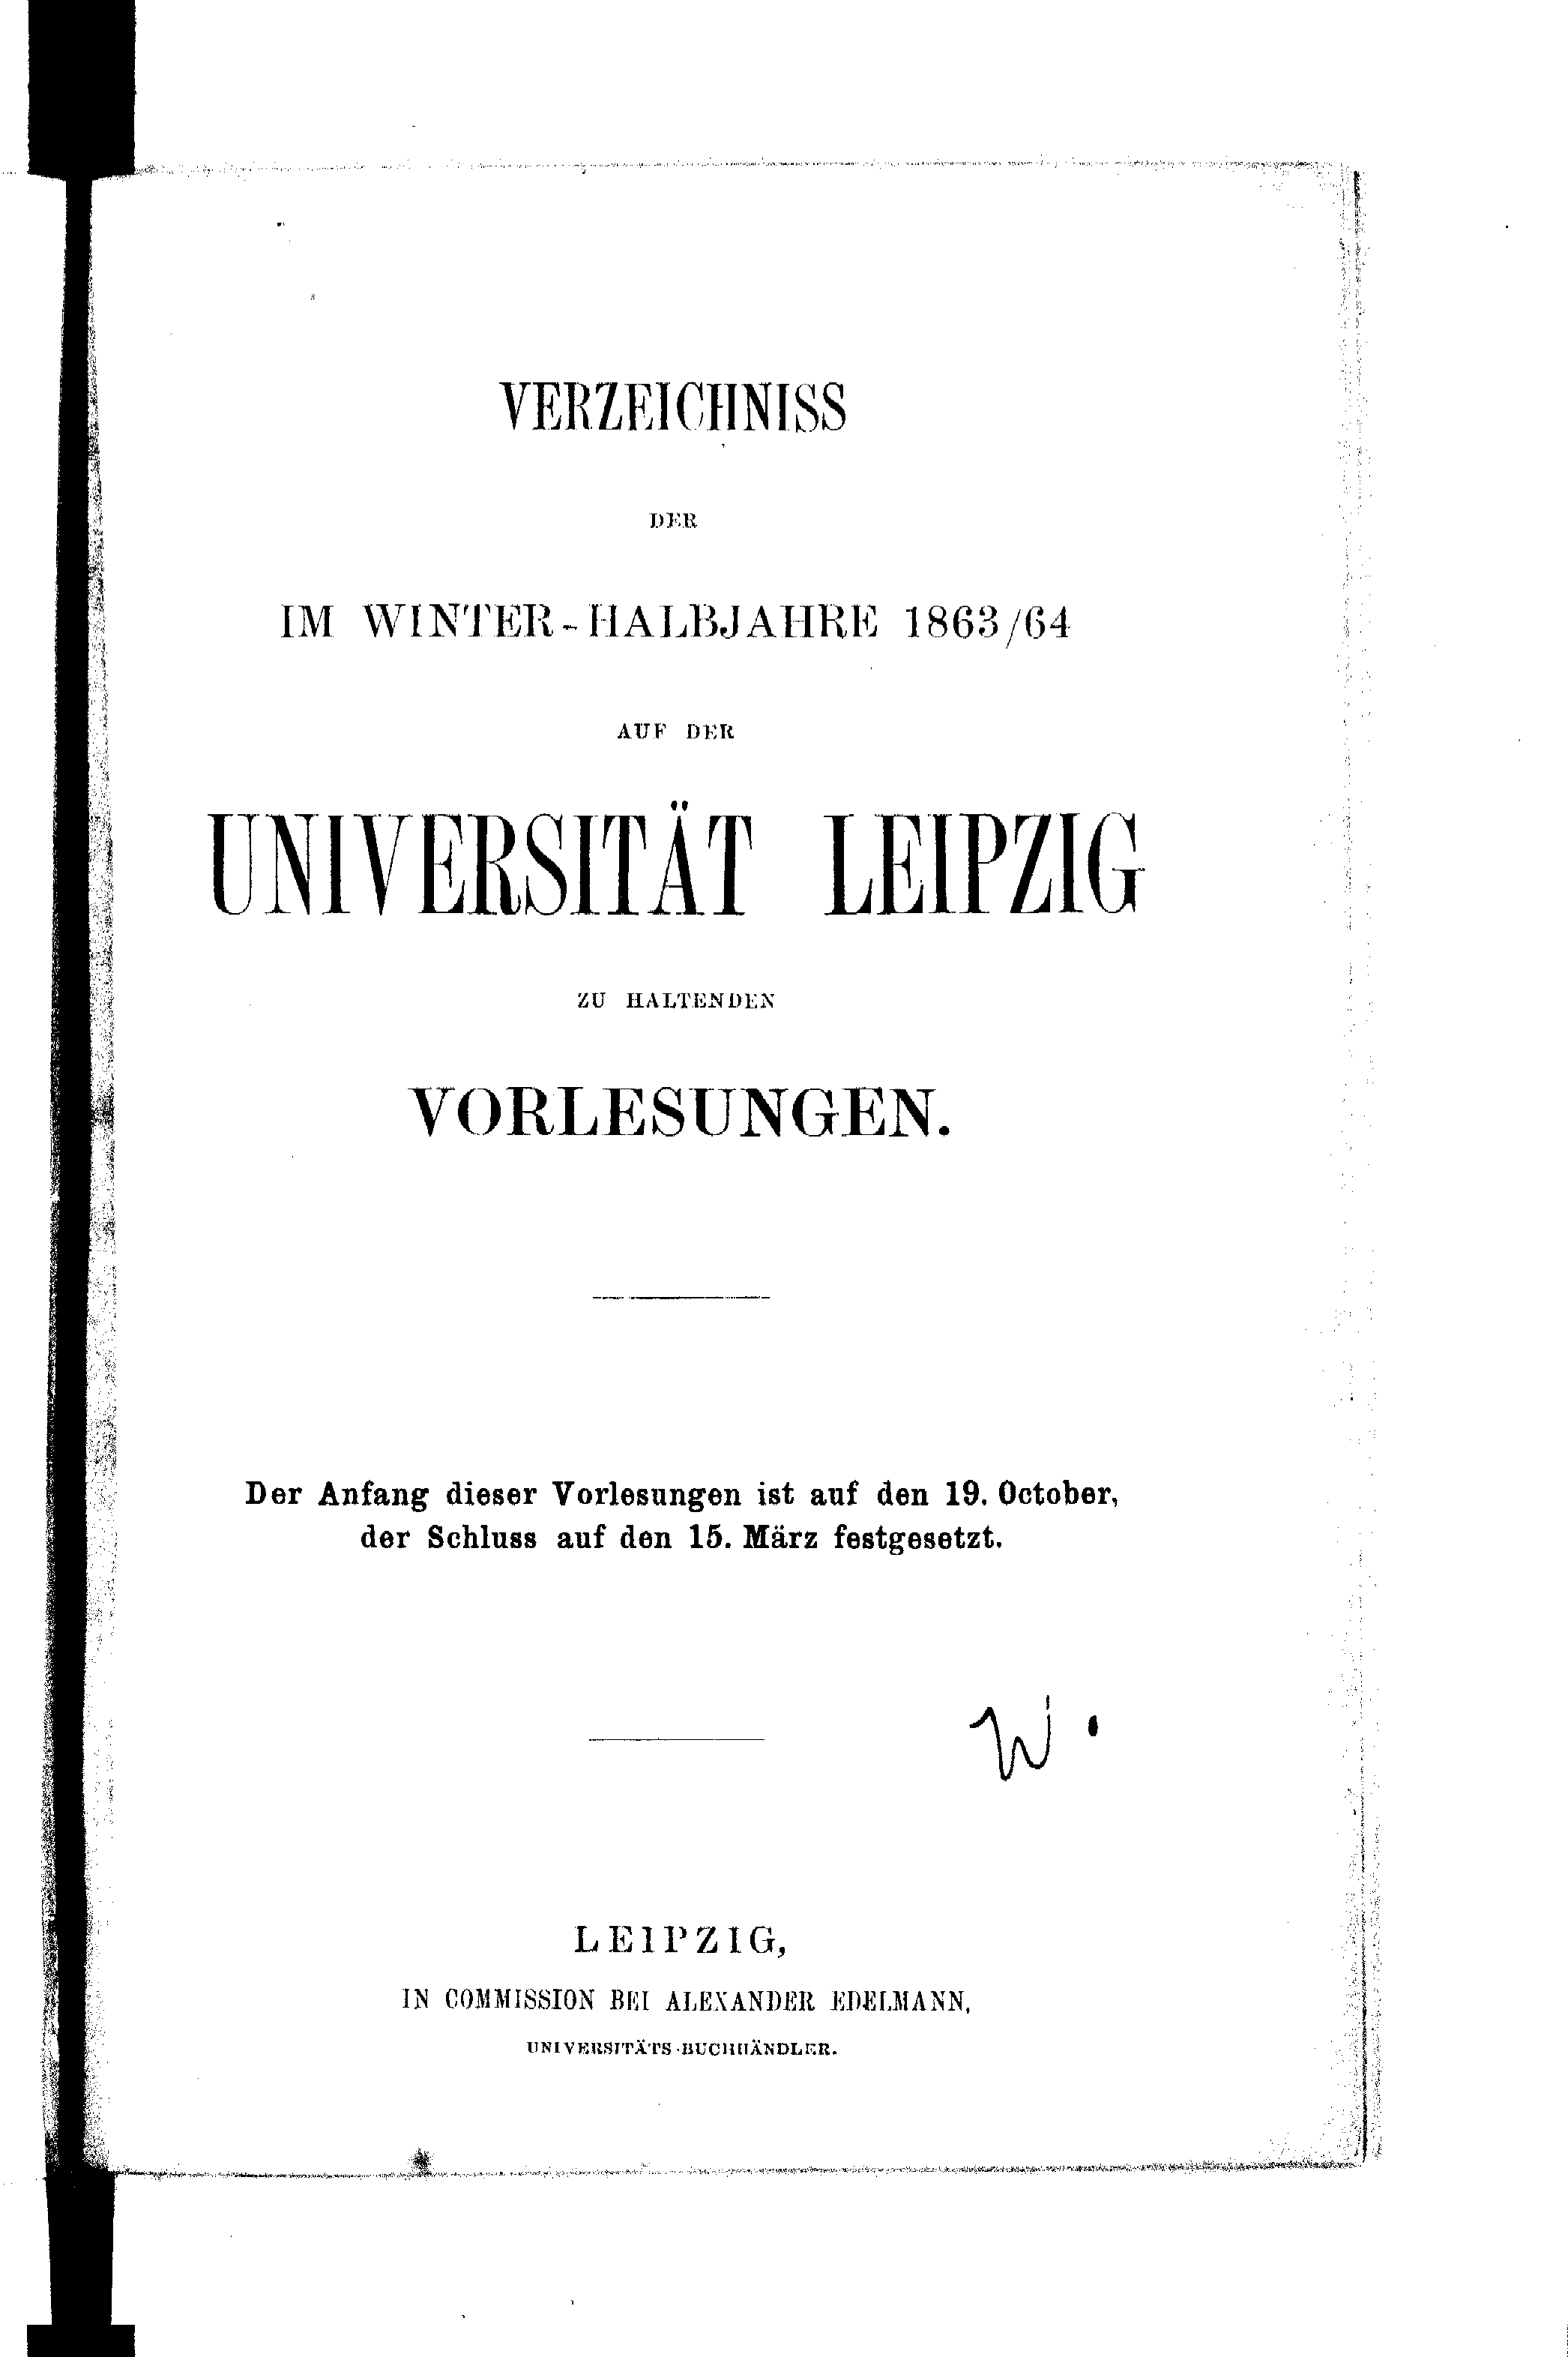 VERZEICHNISS
DER
IM WINTER-HALBJAHRE 1863/64
AUF DER
UNIVERSITÄT LEIPZIG
ZU HALTENDEN
VORLESUNGEN.
Der Anfang dieser Vorlesungen ist auf den 19. October,
der Schluss auf den 15. März festgesetzt.
W.
LEIPZIG,
IN COMMISSION BEI ALEXANDER EDELMANN,
UNIVERSITÄTS-BUCHHÄNDLER.